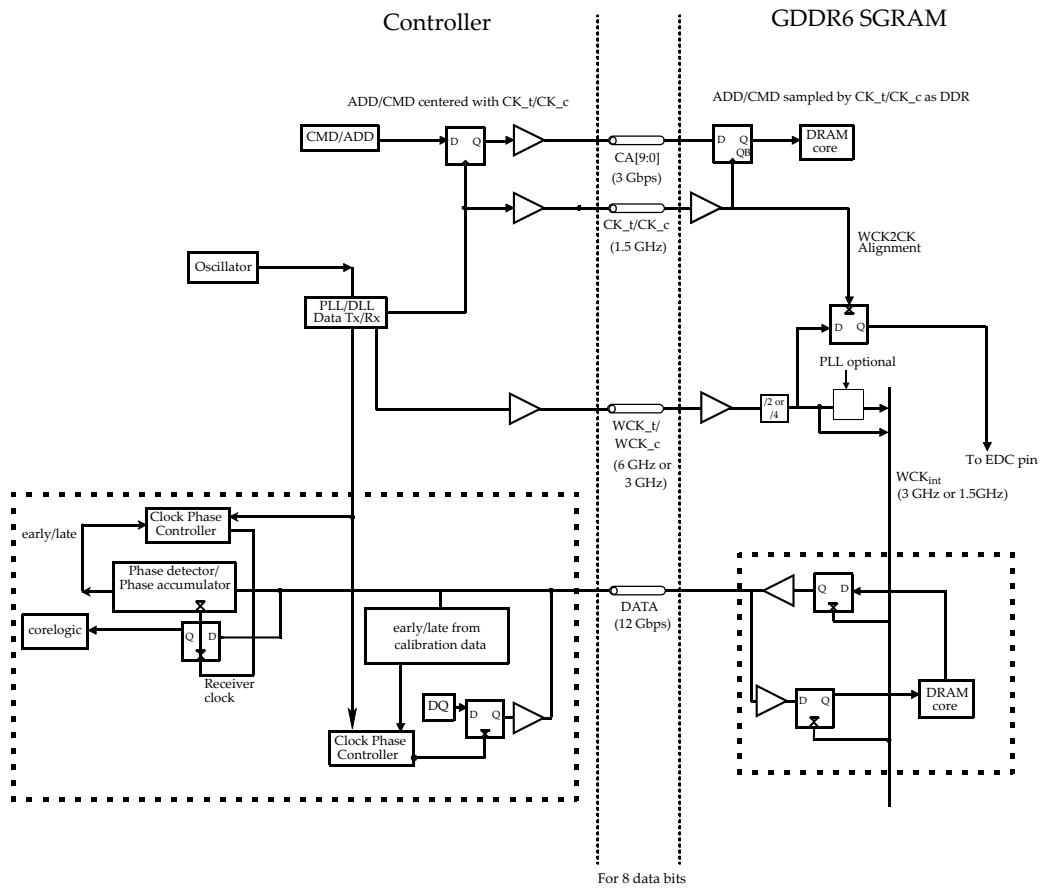 Controller
GDDR6 SGRAM
ADD/CMD centered with CK_t/CK_c
ADD/CMD sampled by CK_t/CK_c as DDR
CMD/ADD
D Q
D Q
QB
DRAM
core
CA[9:0]
(3 Gbps)
CK_t/CK_c
(1.5 GHz)
WCK2CK
Alignment
Oscillator
PLL/DLL
Data Tx/Rx
D Q
PLL optional
/2 or
/4
WCK_t/
WCK_c
(6 GHz or
3 GHz)
To EDC pin
WCKint
(3 GHz or 1.5GHz)
early/late
Clock Phase
Controller
Phase detector/
Phase accumulator
corelogic
Q D
Receiver
clock
early/late from
calibration data
DATA
(12 Gbps)
Q D
DQ
D Q
Clock Phase
Controller
D Q
DRAM
core
For 8 data bits